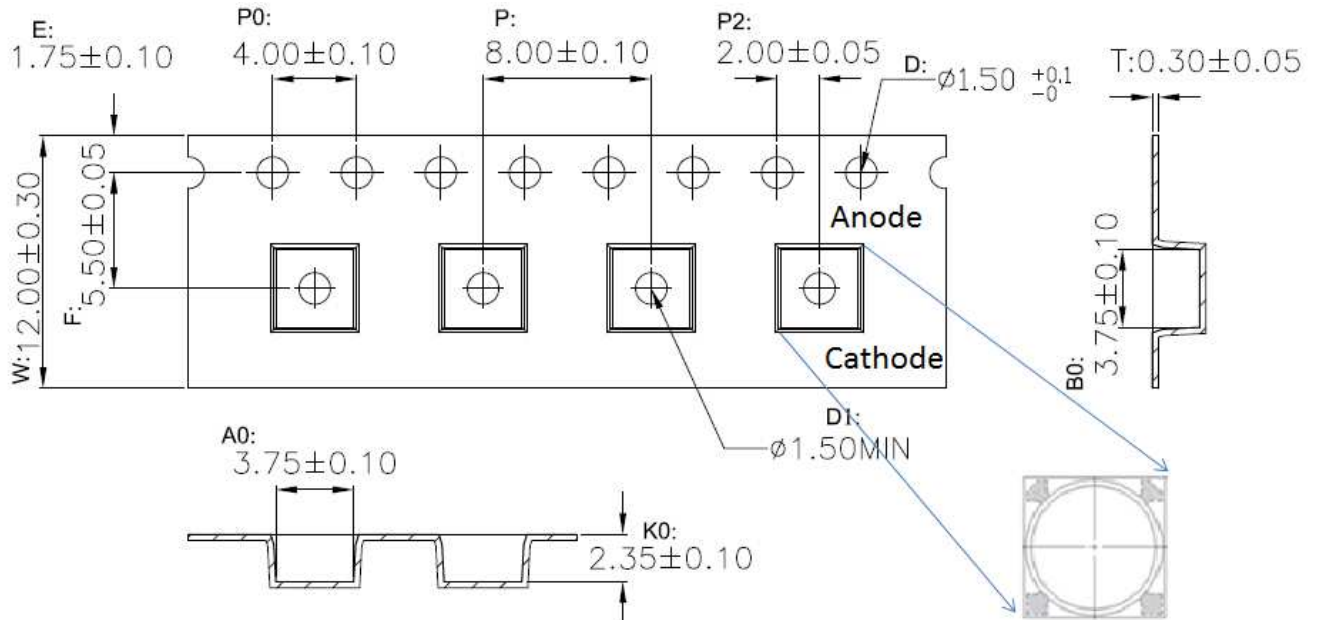 E:
1.75±0.10
P0:
4.00±0.10
P:
8.00±0.10
P2:
2.00±0.05
D:
⌀1.50 +0.1 -0
T:0.30±0.05
W:12.00±0.30
F:
5.50±0.05
Anode
Cathode
B0:
3.75±0.10
D1:
⌀1.50MIN
A0:
3.75±0.10
K0:
2.35±0.10